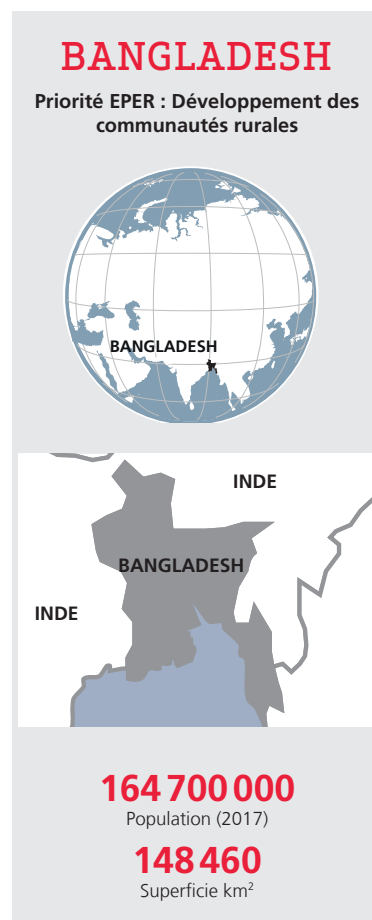 BANGLADESH
Priorité EPER : Développement des
communautés rurales
BANGLADESH
INDE
BANGLADESH
INDE
164 700 000
Population (2017)
148 460
Superficie km²